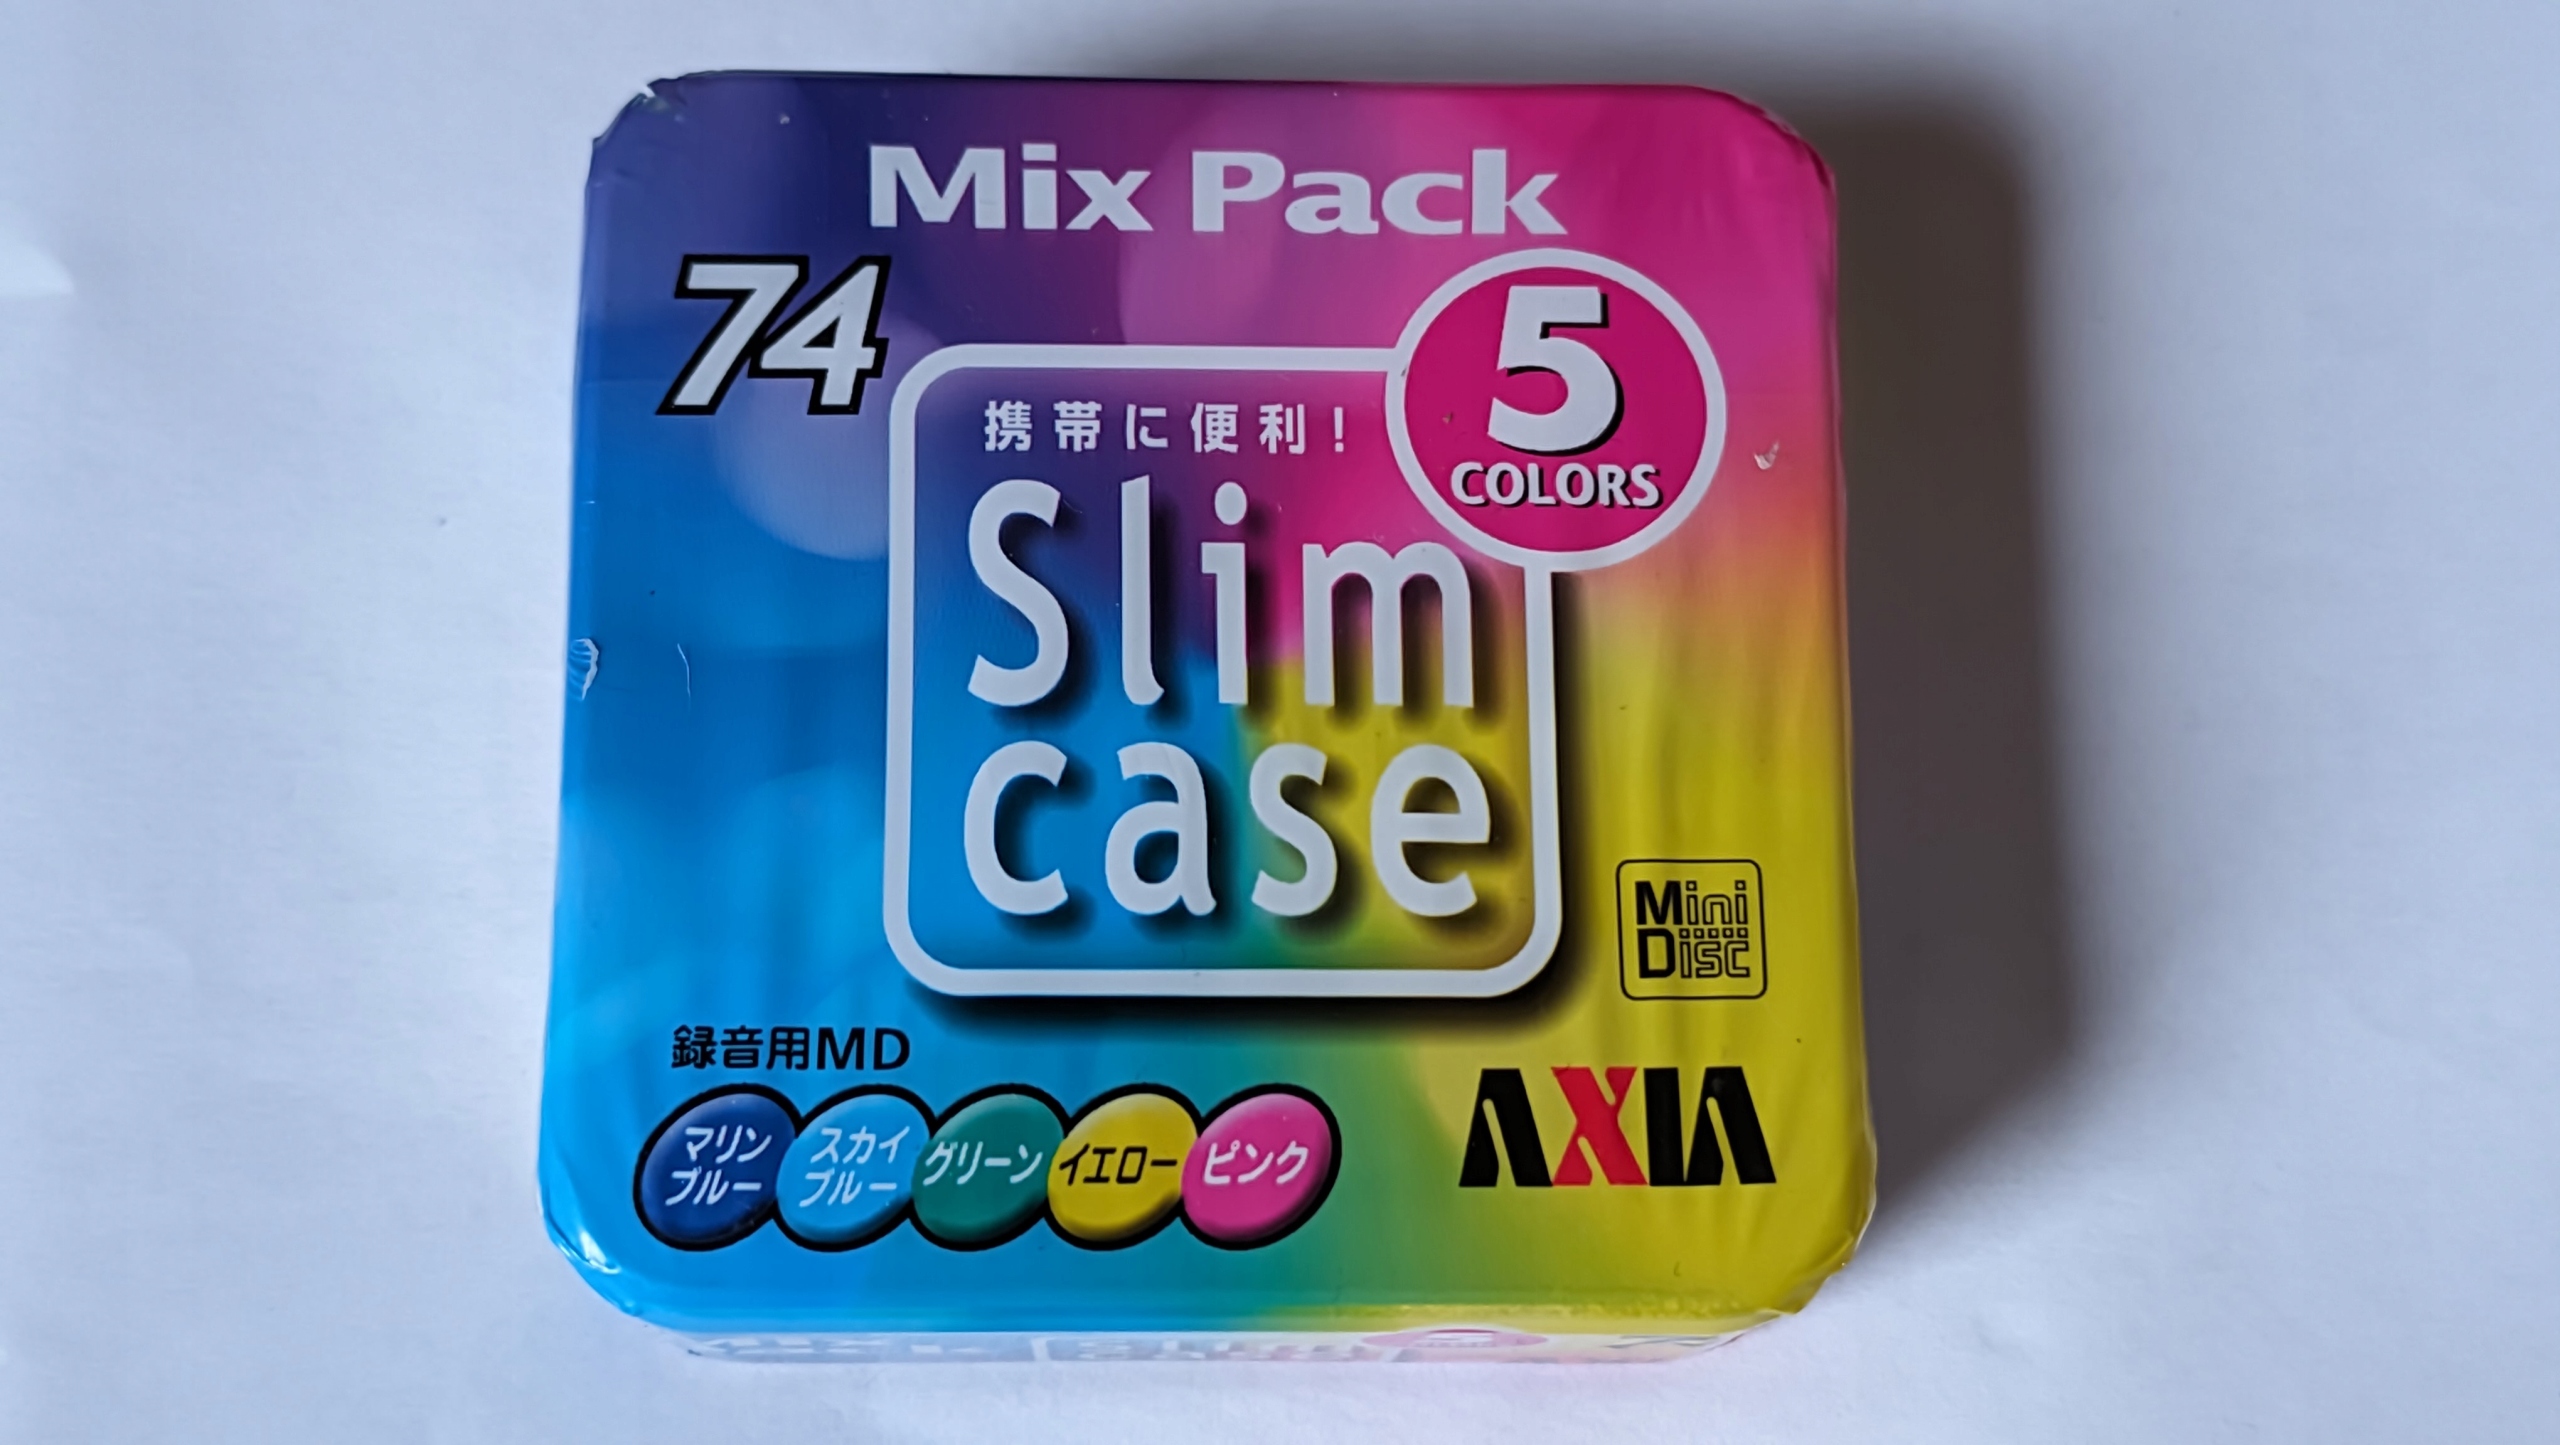 Mix Pack
74
5
COLORS
携帯に便利!
Slim
case
Mini
Disc
録音用MD
マリン
ブルー
スカイ
ブルー
グリーン
イエロー
ピンク
AXIA